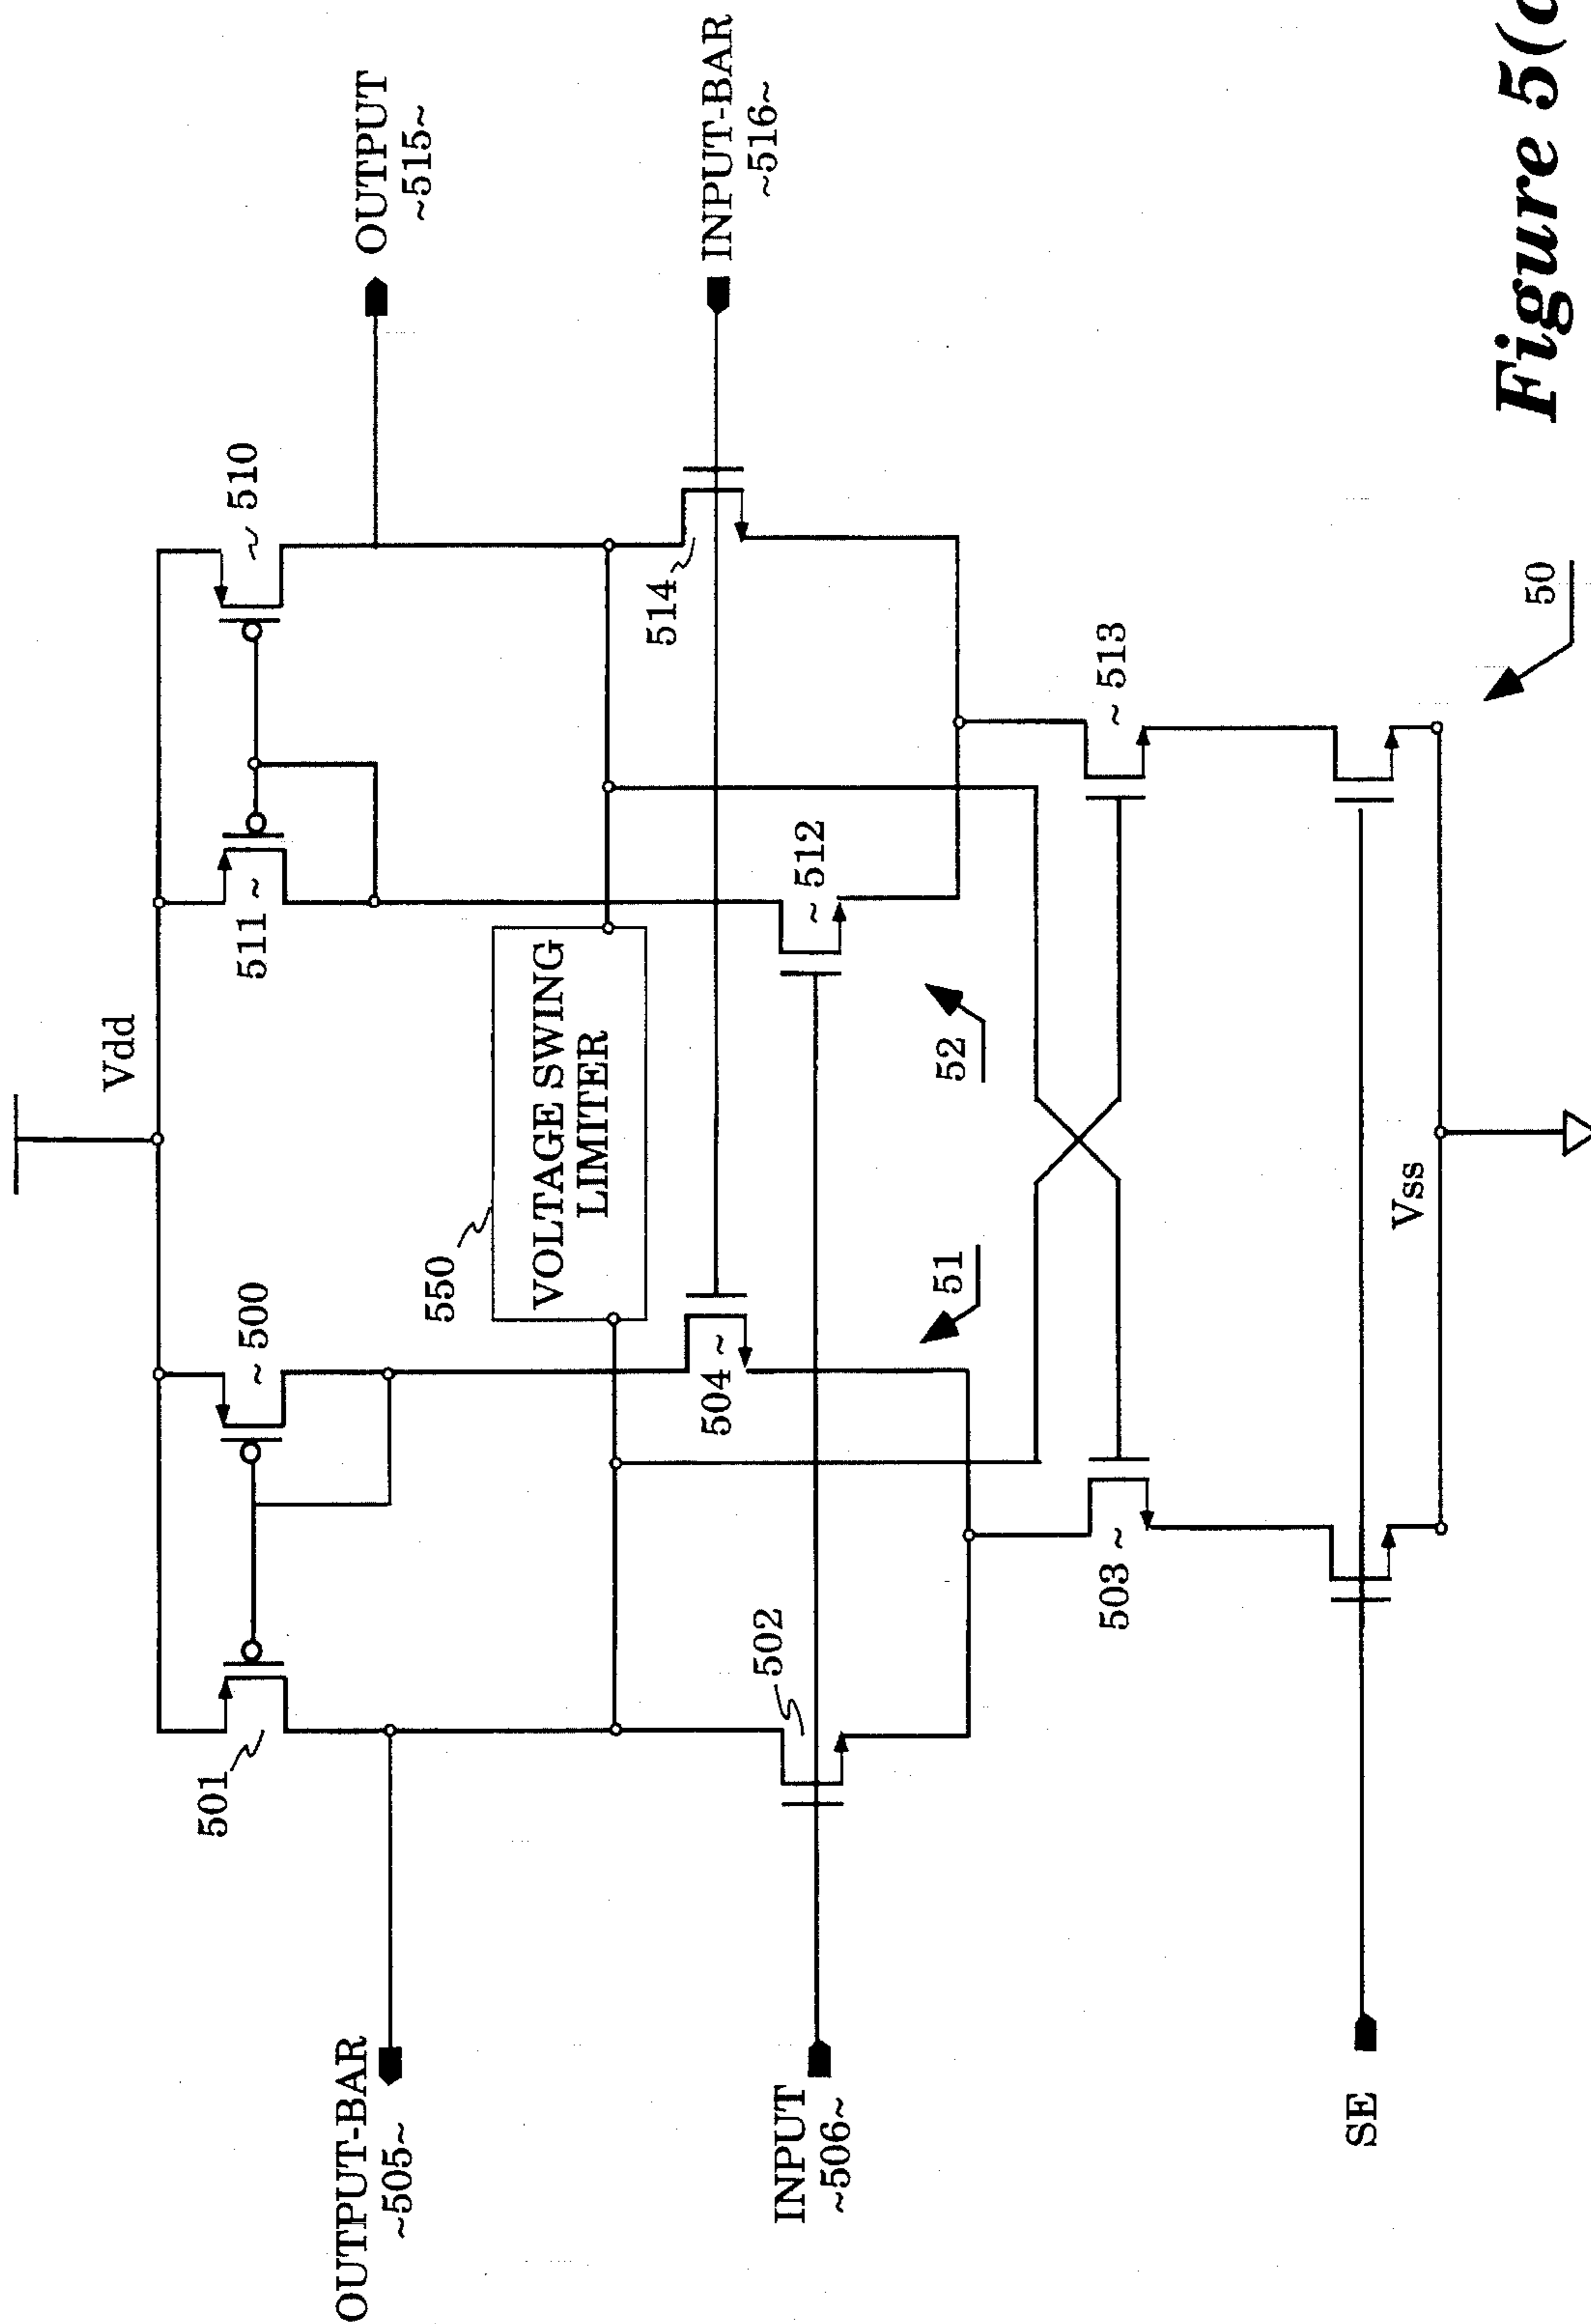 Vdd
501
~ 500
511 ~
~ 510
OUTPUT-BAR
~505~
OUTPUT
~515~
550
VOLTAGE SWING
LIMITER
504 ~
514
INPUT-BAR
~516~
502
~ 512
INPUT
~506~
51
52
503 ~
~ 513
SE
Vss
50
Figure 5(